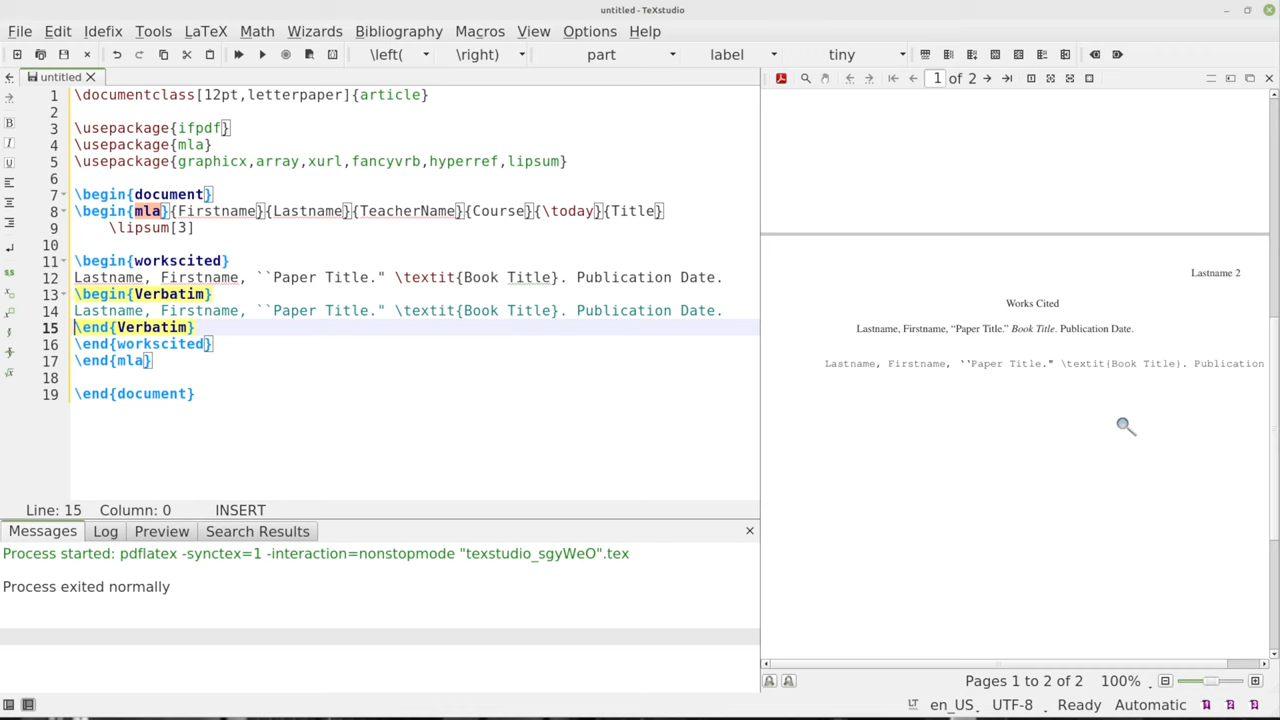 untitled - TeXstudio
File Edit Idefix Tools LaTeX Math Wizards Bibliography Macros View Options Help
\left( \right) part label tiny
untitled
1 of 2
1 \documentclass[12pt,letterpaper]{article}
2
3 \usepackage{ifpdf}
4 \usepackage{mla}
5 \usepackage{graphicx,array,xurl,fancyvrb,hyperref,lipsum}
6
7 \begin{document}
8 \begin{mla}{Firstname}{Lastname}{TeacherName}{Course}{\today}{Title}
9 \lipsum[3]
10
11 \begin{workscited}
12 Lastname, Firstname, ``Paper Title." \textit{Book Title}. Publication Date.
13 \begin{Verbatim}
14 Lastname, Firstname, ``Paper Title." \textit{Book Title}. Publication Date.
15 \end{Verbatim}
16 \end{workscited}
17 \end{mla}
18
19 \end{document}
Line: 15 Column: 0 INSERT
Messages Log Preview Search Results
Process started: pdflatex -synctex=1 -interaction=nonstopmode "texstudio_sgyWeO".tex
Process exited normally
Lastname 2
Works Cited
Lastname, Firstname, “Paper Title.” Book Title. Publication Date.
Lastname, Firstname, ``Paper Title." \textit{Book Title}. Publication
Pages 1 to 2 of 2 100%
en_US UTF-8 Ready Automatic